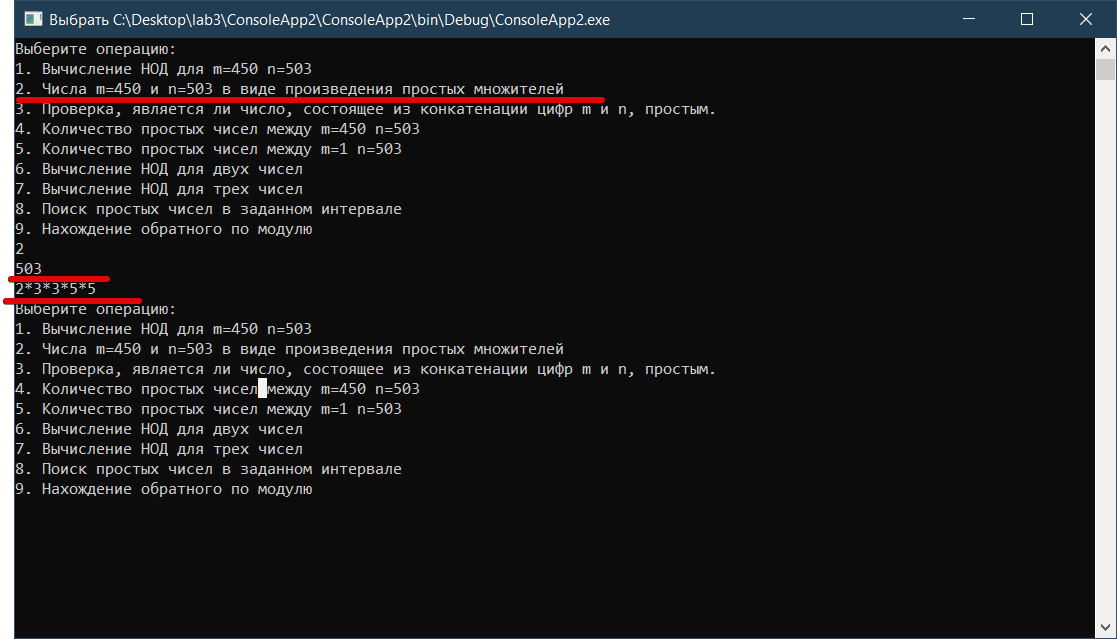 Выбрать C:\Desktop\lab3\ConsoleApp2\ConsoleApp2\bin\Debug\ConsoleApp2.exe
Выберите операцию:
1. Вычисление НОД для m=450 n=503
2. Числа m=450 и n=503 в виде произведения простых множителей
3. Проверка, является ли число, состоящее из конкатенации цифр m и n, простым.
4. Количество простых чисел между m=450 n=503
5. Количество простых чисел между m=1 n=503
6. Вычисление НОД для двух чисел
7. Вычисление НОД для трех чисел
8. Поиск простых чисел в заданном интервале
9. Нахождение обратного по модулю
2
503
2*3*3*5*5
Выберите операцию:
1. Вычисление НОД для m=450 n=503
2. Числа m=450 и n=503 в виде произведения простых множителей
3. Проверка, является ли число, состоящее из конкатенации цифр m и n, простым.
4. Количество простых чисел между m=450 n=503
5. Количество простых чисел между m=1 n=503
6. Вычисление НОД для двух чисел
7. Вычисление НОД для трех чисел
8. Поиск простых чисел в заданном интервале
9. Нахождение обратного по модулю